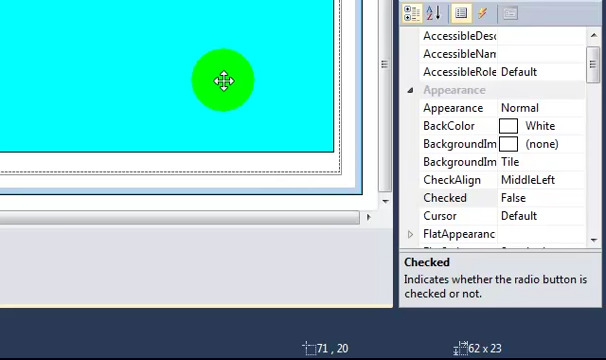 AccessibleDesc
AccessibleNan
AccessibleRole Default
Appearance
Appearance Normal
BackColor White
BackgroundIm (none)
BackgroundIm Tile
CheckAlign MiddleLeft
Checked False
Cursor Default
FlatAppearanc
Checked
Indicates whether the radio button is
checked or not.
71 , 20
62 x 23